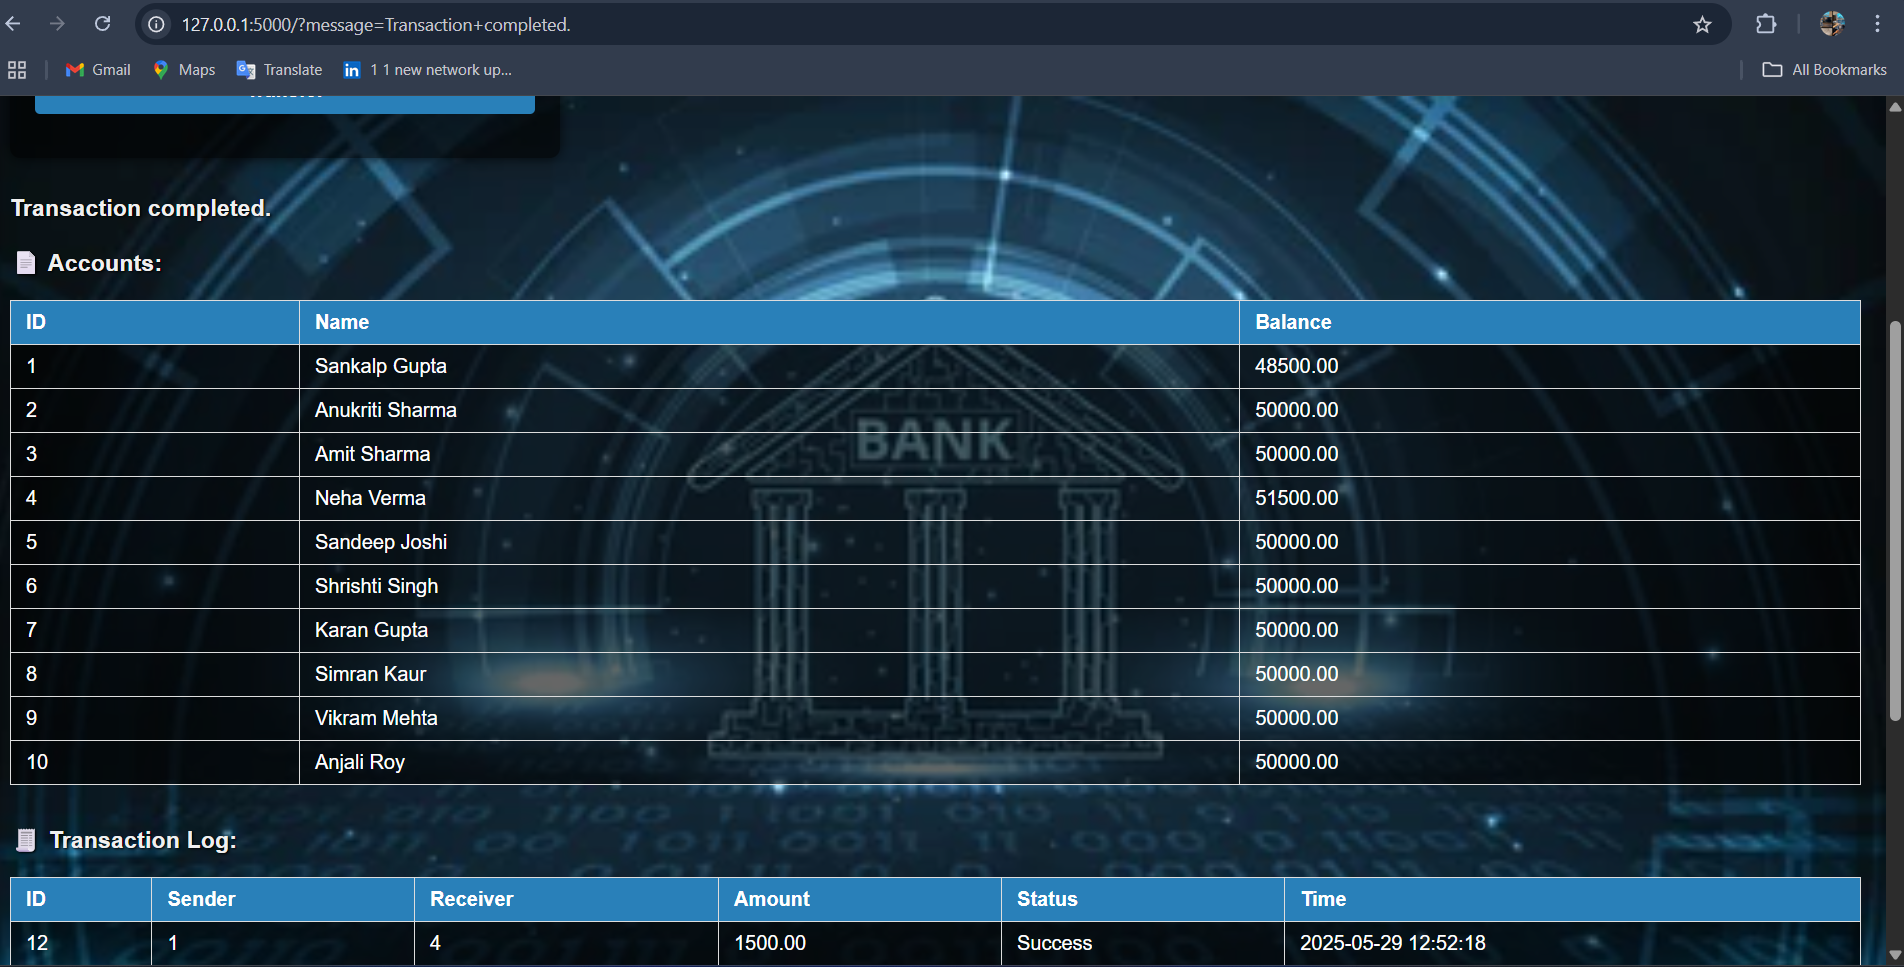 127.0.0.1:5000/?message=Transaction+completed.
Gmail Maps Translate 1 1 new network up... All Bookmarks
Transaction completed.
Accounts:
ID Name Balance
1 Sankalp Gupta 48500.00
2 Anukriti Sharma 50000.00
3 Amit Sharma 50000.00
4 Neha Verma 51500.00
5 Sandeep Joshi 50000.00
6 Shrishti Singh 50000.00
7 Karan Gupta 50000.00
8 Simran Kaur 50000.00
9 Vikram Mehta 50000.00
10 Anjali Roy 50000.00
BANK
Transaction Log:
ID Sender Receiver Amount Status Time
12 1 4 1500.00 Success 2025-05-29 12:52:18